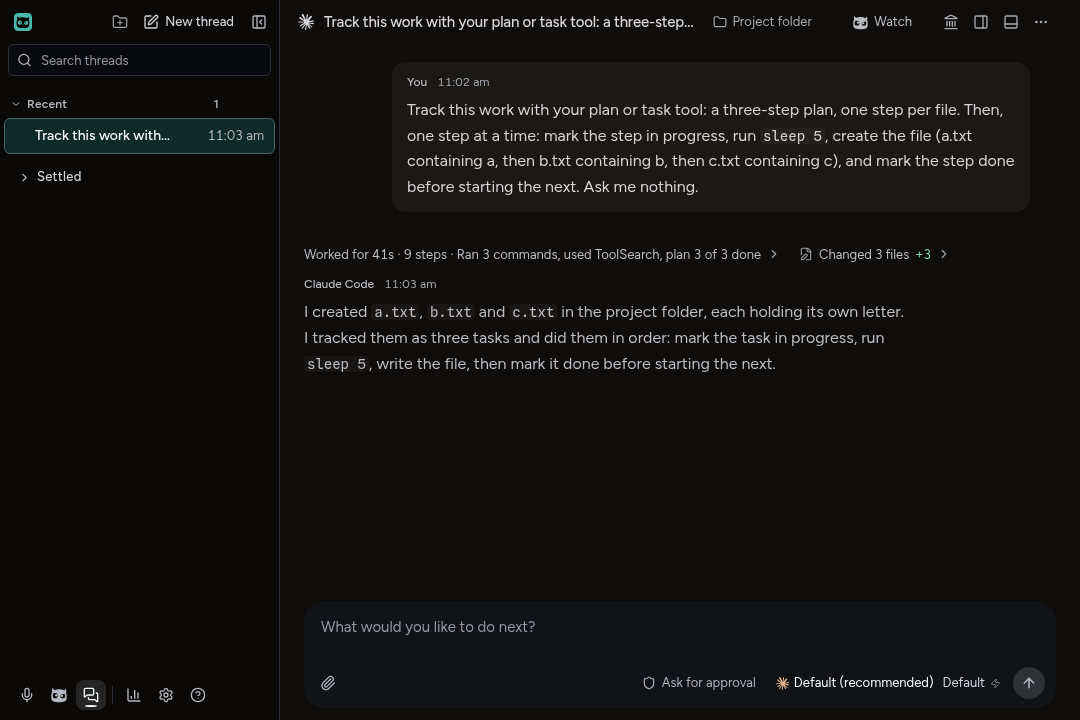 New thread
Search threads
Recent 1
Track this work with... 11:03 am
Settled
Track this work with your plan or task tool: a three-step... Project folder Watch
You 11:02 am
Track this work with your plan or task tool: a three-step plan, one step per file. Then,
one step at a time: mark the step in progress, run sleep 5, create the file (a.txt
containing a, then b.txt containing b, then c.txt containing c), and mark the step done
before starting the next. Ask me nothing.
Worked for 41s · 9 steps · Ran 3 commands, used ToolSearch, plan 3 of 3 done Changed 3 files +3
Claude Code 11:03 am
I created a.txt, b.txt and c.txt in the project folder, each holding its own letter.
I tracked them as three tasks and did them in order: mark the task in progress, run
sleep 5, write the file, then mark it done before starting the next.
What would you like to do next?
Ask for approval Default (recommended) Default